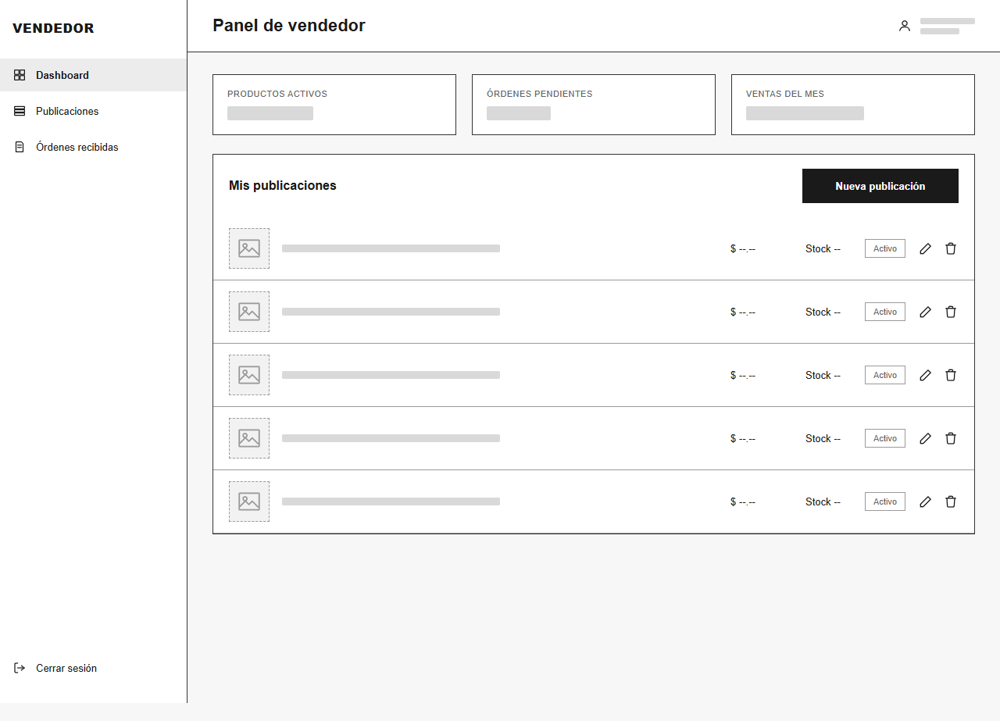 VENDEDOR
Dashboard
Publicaciones
Órdenes recibidas
Cerrar sesión
Panel de vendedor
PRODUCTOS ACTIVOS
ÓRDENES PENDIENTES
VENTAS DEL MES
Mis publicaciones
Nueva publicación
$ --.-- Stock -- Activo
$ --.-- Stock -- Activo
$ --.-- Stock -- Activo
$ --.-- Stock -- Activo
$ --.-- Stock -- Activo